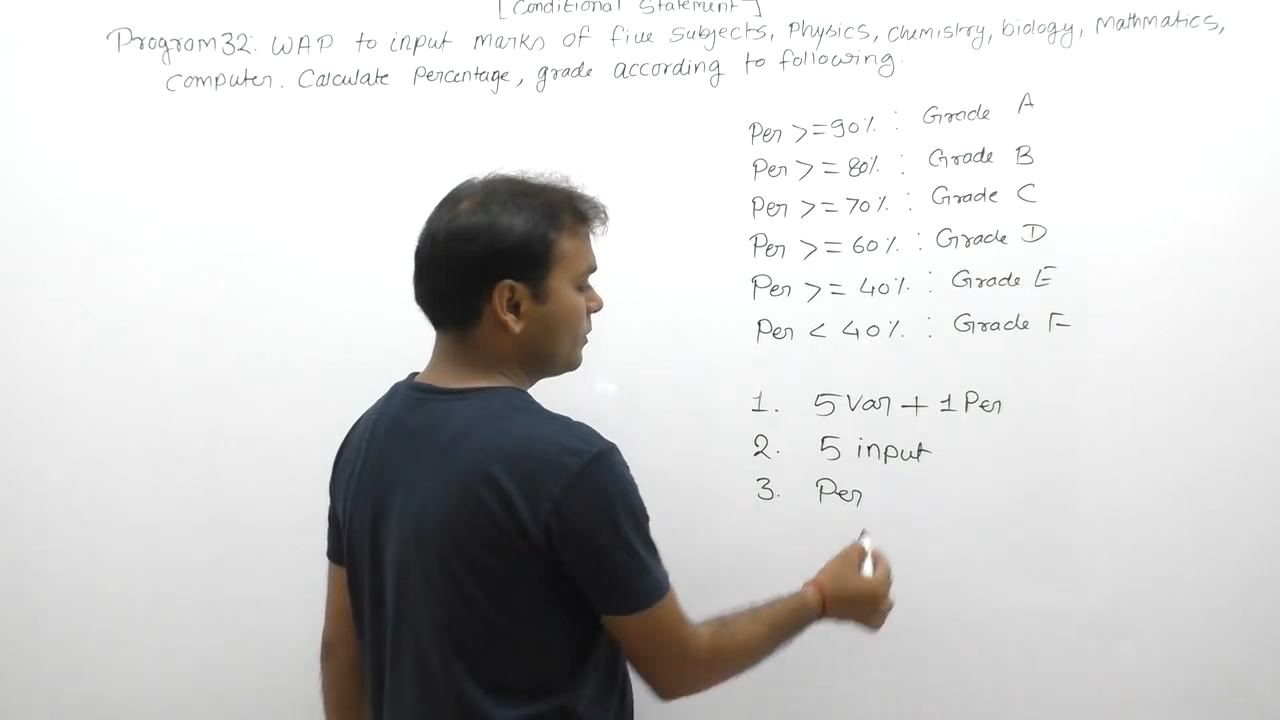 [Conditional Statement]
Program 32: WAP to input marks of five subjects, Physics, chemistry, biology, Mathmatics,
computer. Calculate Percentage, grade according to following.
Per >= 90% : Grade A
Per >= 80% : Grade B
Per >= 70% : Grade C
Per >= 60% : Grade D
Per >= 40% : Grade E
Per < 40% : Grade F
1. 5 Var + 1 Per
2. 5 input
3. Per